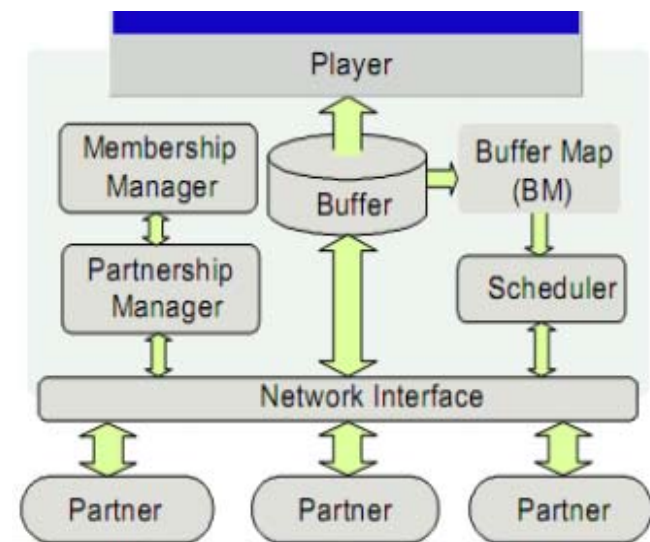 Player
Membership
Manager
Buffer
Buffer Map
(BM)
Partnership
Manager
Scheduler
Network Interface
Partner
Partner
Partner